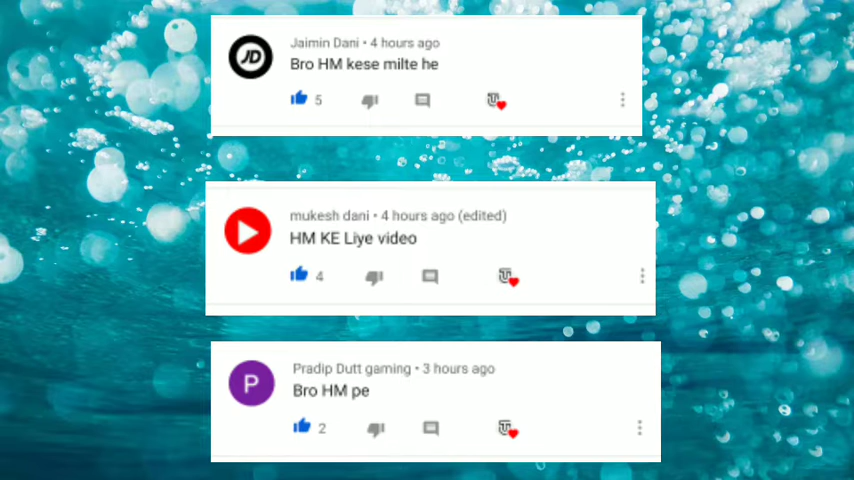 JD
Jaimin Dani • 4 hours ago
Bro HM kese milte he
5
mukesh dani • 4 hours ago (edited)
HM KE Liye video
4
P
Pradip Dutt gaming • 3 hours ago
Bro HM pe
2